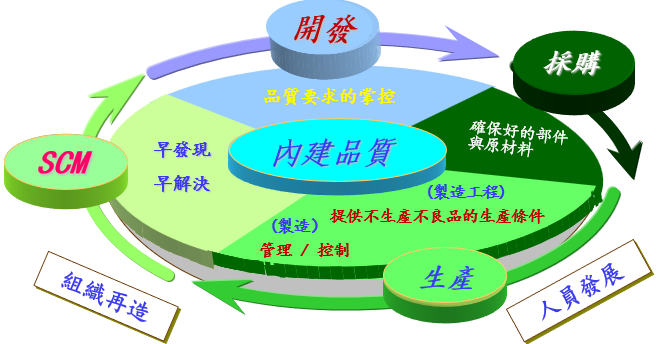 開發
採購
品質要求的掌控
確保好的部件
與原材料
早發現
早解決
內建品質
SCM
(製造工程)
提供不生產不良品的生產條件
(製造)
管理 / 控制
生產
組織再造
人員發展